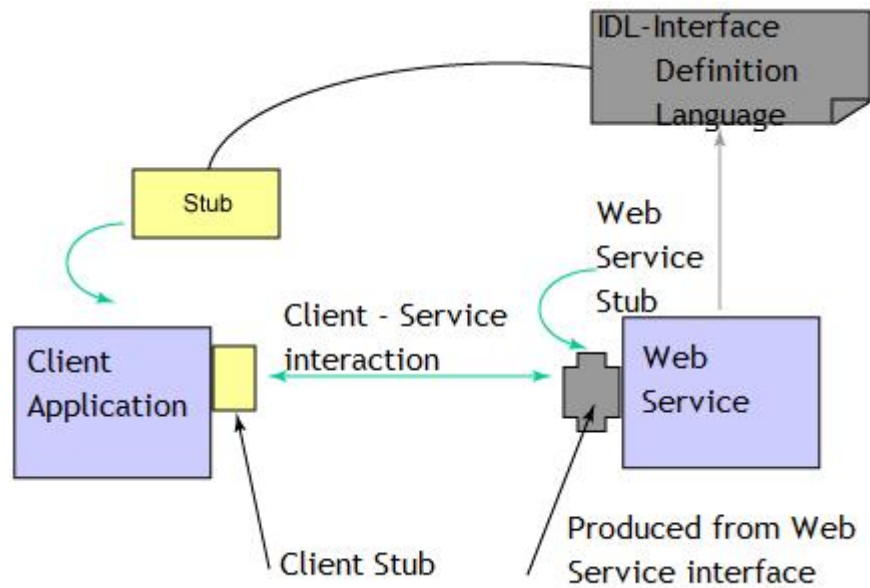 IDL-Interface
Definition
Language
Stub
Web
Service
Stub
Client - Service
interaction
Client
Application
Web
Service
Client Stub
Produced from Web
Service interface